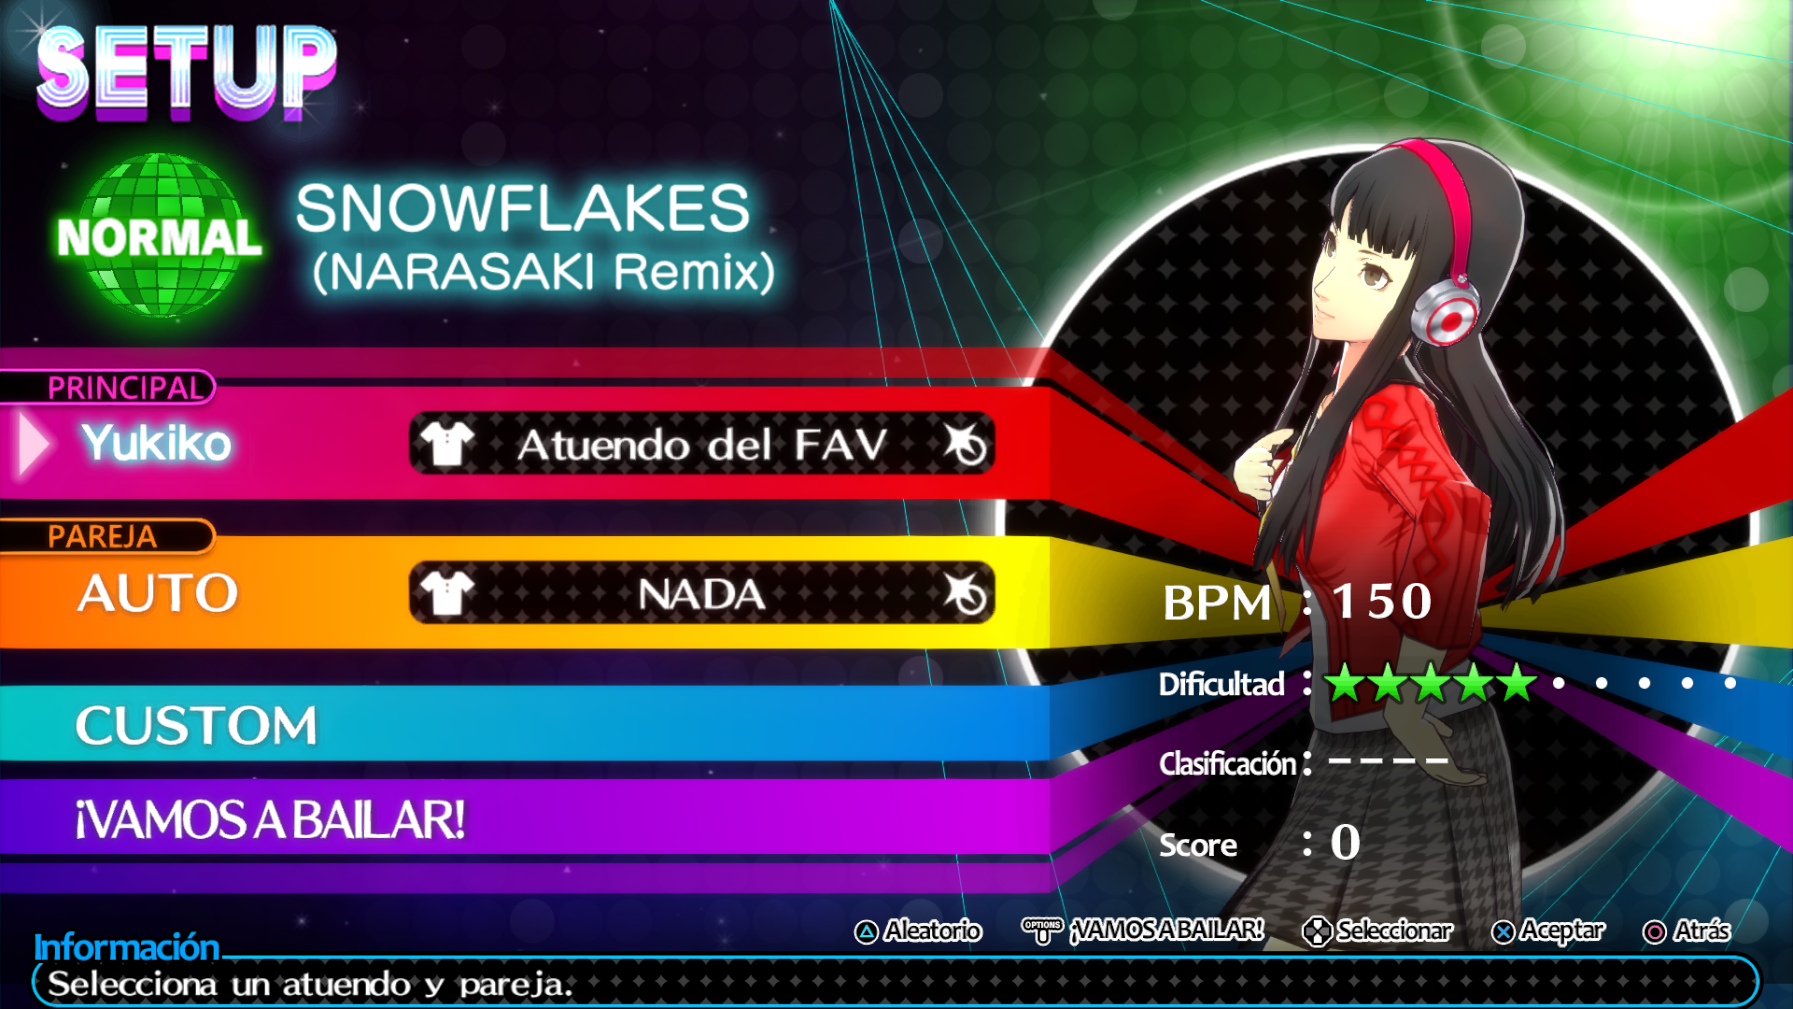 SETUP
NORMAL
SNOWFLAKES
(NARASAKI Remix)
PRINCIPAL
Yukiko
Atuendo del FAV
PAREJA
AUTO
NADA
CUSTOM
¡VAMOS A BAILAR!
BPM : 150
Dificultad :
Clasificación : ----
Score : 0
Aleatorio
OPTIONS
¡VAMOS A BAILAR!
Seleccionar
Aceptar
Atrás
Información
Selecciona un atuendo y pareja.